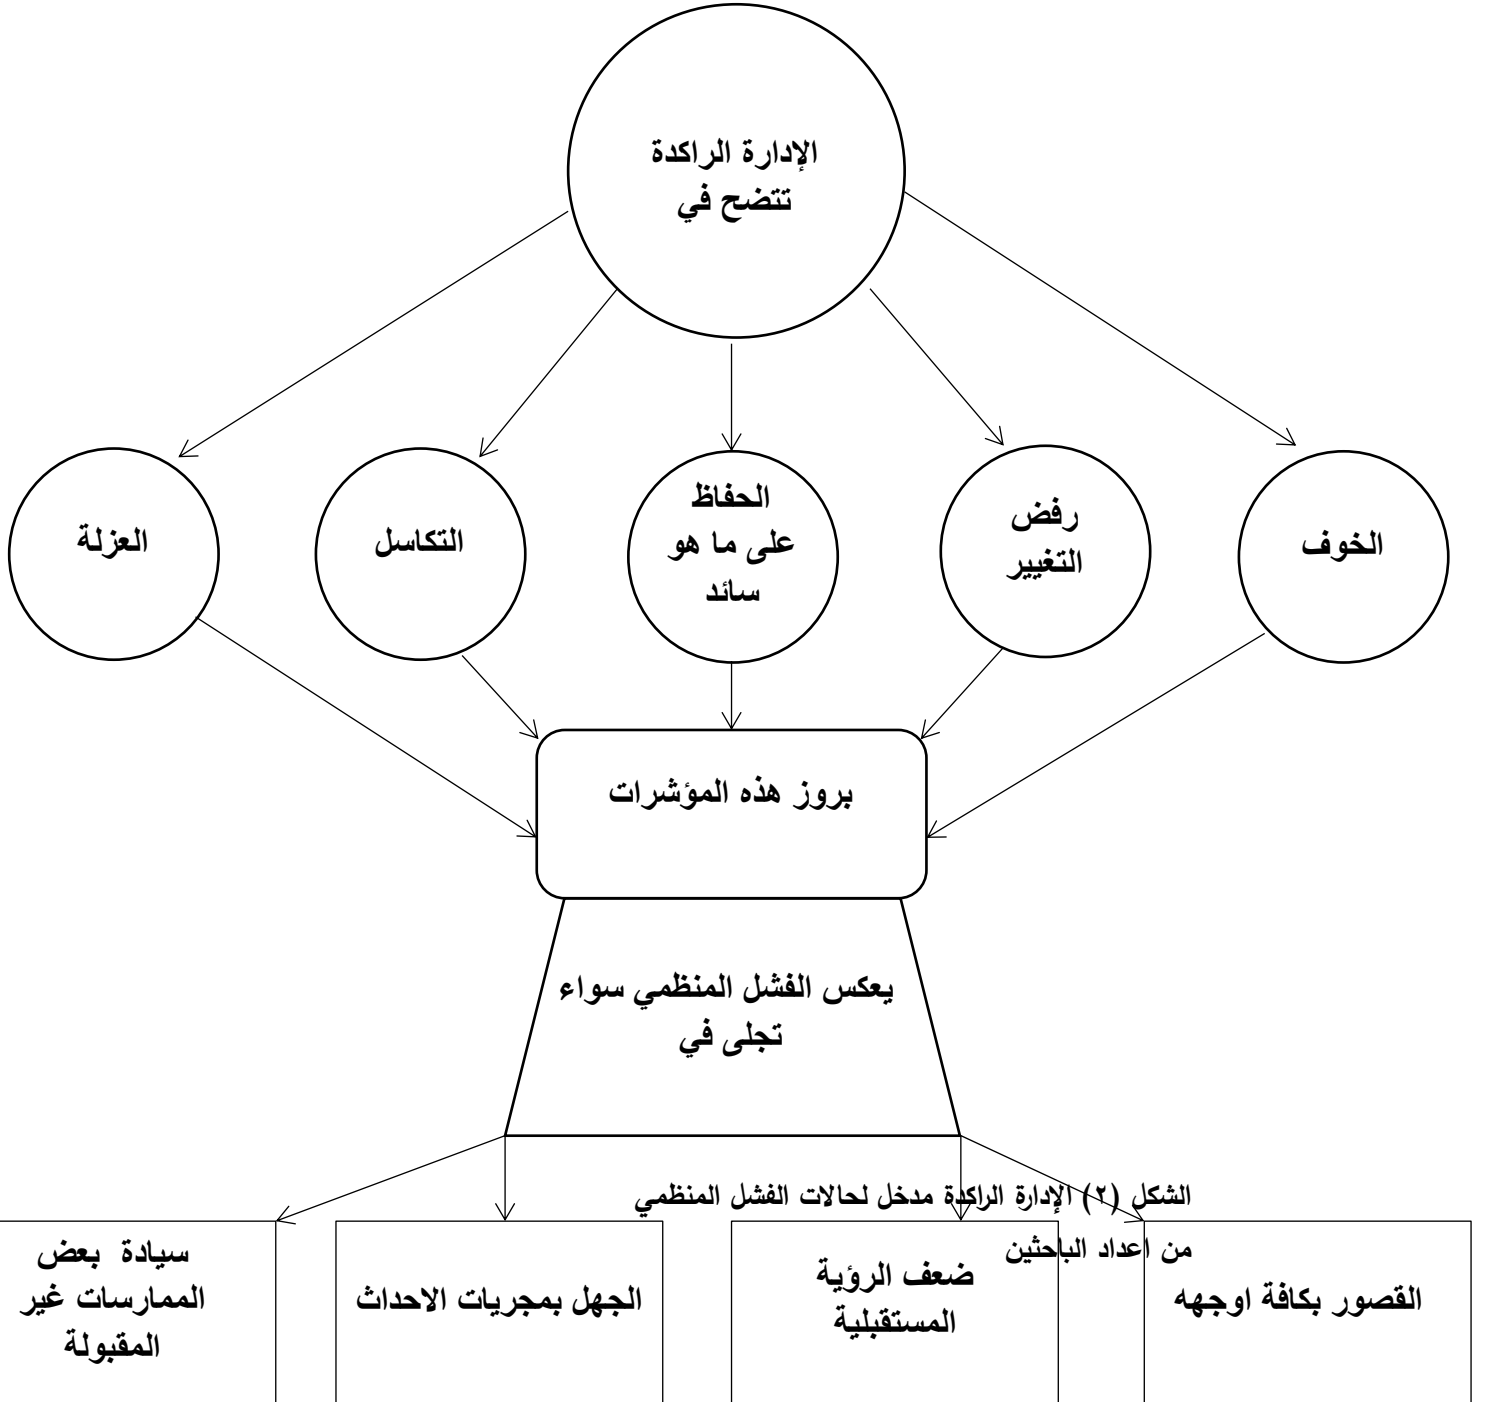 الإدارة الراكدة
تتضح في
الخوف
رفض
التغيير
الحفاظ
على ما هو
سائد
التكاسل
العزلة
بروز هذه المؤشرات
يعكس الفشل المنظمي سواء
تجلى في
الشكل (٢) الإدارة الراكدة مدخل لحالات الفشل المنظمي
من اعداد الباحثين
القصور بكافة اوجهه
ضعف الرؤية
المستقبلية
الجهل بمجريات الاحداث
سيادة بعض
الممارسات غير
المقبولة